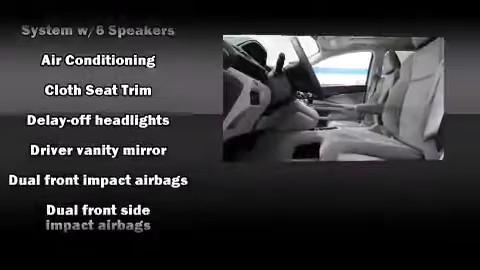 System w/6 Speakers
Air Conditioning
Cloth Seat Trim
Delay-off headlights
Driver vanity mirror
Dual front impact airbags
Dual front side
impact airbags